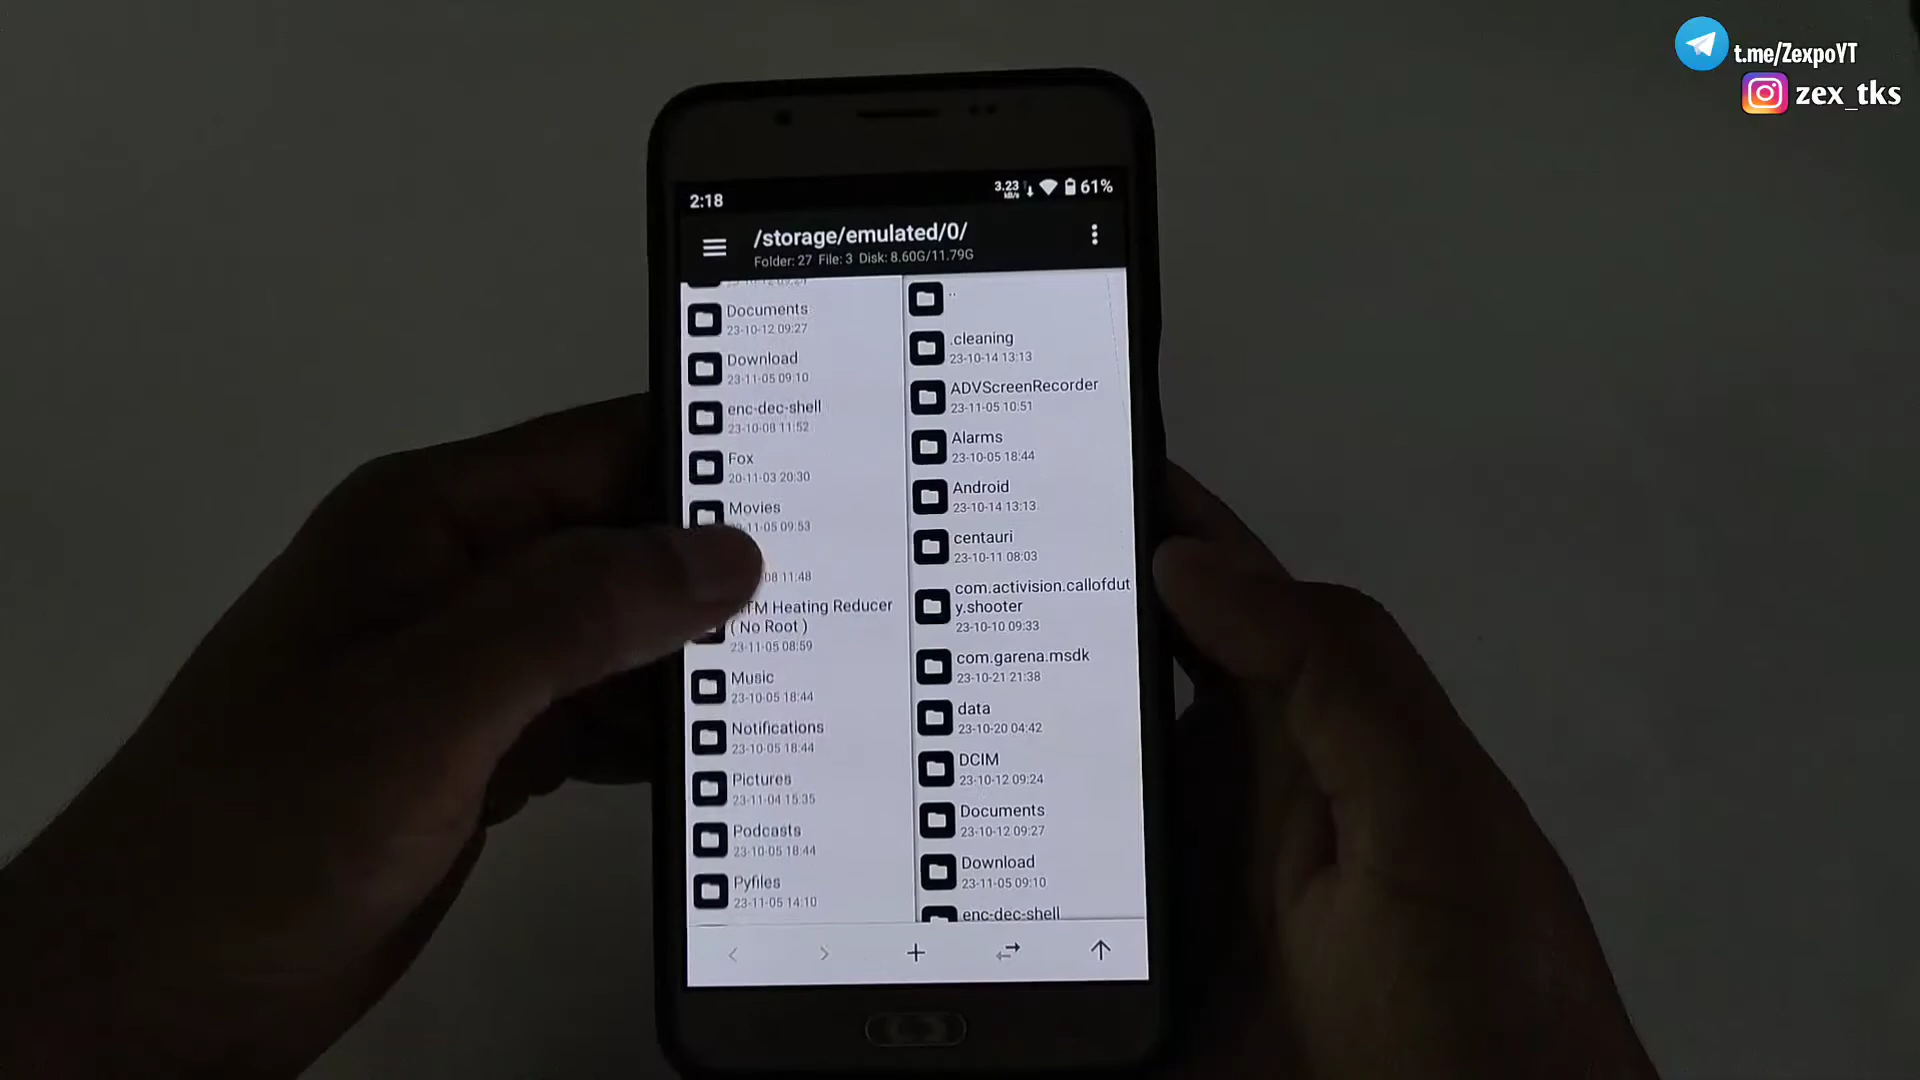 t.me/ZexpoYT
zex_tks
2:18
3.23
61%
/storage/emulated/0/
Folder: 27 File: 3 Disk: 8.60G/11.79G
Documents
23-10-12 09:27
Download
23-11-05 09:10
enc-dec-shell
23-10-08 11:52
Fox
20-11-03 20:30
Movies
11-05 09:53
08 11:48
TM Heating Reducer
( No Root )
23-11-05 08:59
Music
23-10-05 18:44
Notifications
23-10-05 18:44
Pictures
23-11-04 15:35
Podcasts
23-10-05 18:44
Pyfiles
23-11-05 14:10
..
.cleaning
23-10-14 13:13
ADVScreenRecorder
23-11-05 10:51
Alarms
23-10-05 18:44
Android
23-10-14 13:13
centauri
23-10-11 08:03
com.activision.callofdut
y.shooter
23-10-10 09:33
com.garena.msdk
23-10-21 21:38
data
23-10-20 04:42
DCIM
23-10-12 09:24
Documents
23-10-12 09:27
Download
23-11-05 09:10
enc-dec-shell